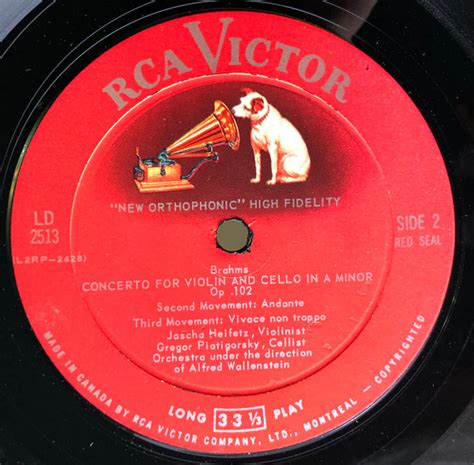 RCA VICTOR
"NEW ORTHOPHONIC" HIGH FIDELITY
LD
2513
(L2RP-2428)
SIDE 2
RED SEAL
Brahms
CONCERTO FOR VIOLIN AND CELLO IN A MINOR
Op .102
Second Movement: Andante
Third Movement: Vivace non troppo
Jascha Heifetz, Violinist
Gregor Piatigorsky, Cellist
Orchestra under the direction
of Alfred Wallenstein
LONG 33 1/3 PLAY
MADE IN CANADA BY RCA VICTOR COMPANY, LTD., MONTREAL –